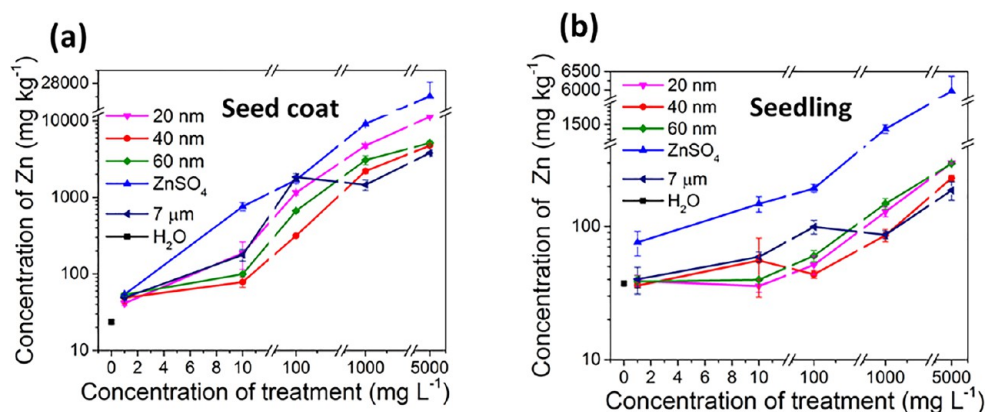 (a)
Concentration of Zn (mg kg⁻¹)
28000
10000
1000
100
10
20 nm
40 nm
60 nm
ZnSO₄
7 μm
H₂O
Seed coat
0 2 4 6 8 10 100 1000 5000
Concentration of treatment (mg L⁻¹)
(b)
Concentration of Zn (mg kg⁻¹)
6500
6000
1500
100
10
20 nm
40 nm
60 nm
ZnSO₄
7 μm
H₂O
Seedling
0 2 4 6 8 10 100 1000 5000
Concentration of treatment (mg L⁻¹)